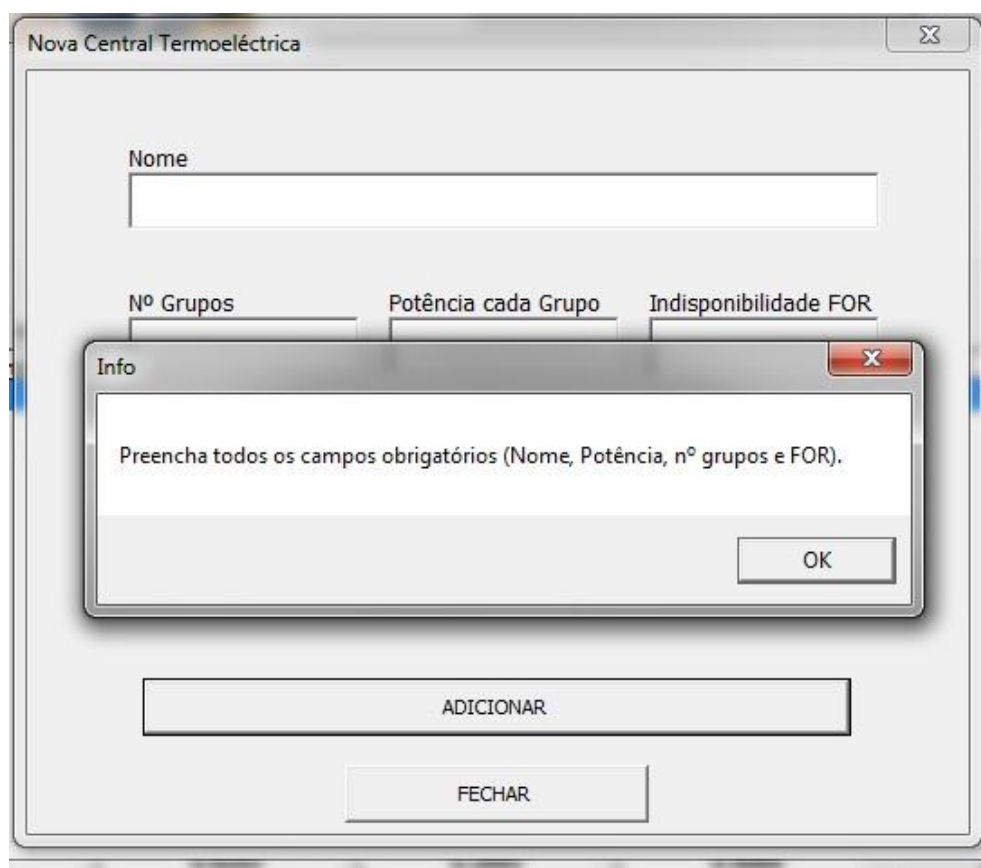 Nova Central Termoeléctrica
Nome
Nº Grupos Potência cada Grupo Indisponibilidade FOR
Info
Preencha todos os campos obrigatórios (Nome, Potência, nº grupos e FOR).
OK
ADICIONAR
FECHAR